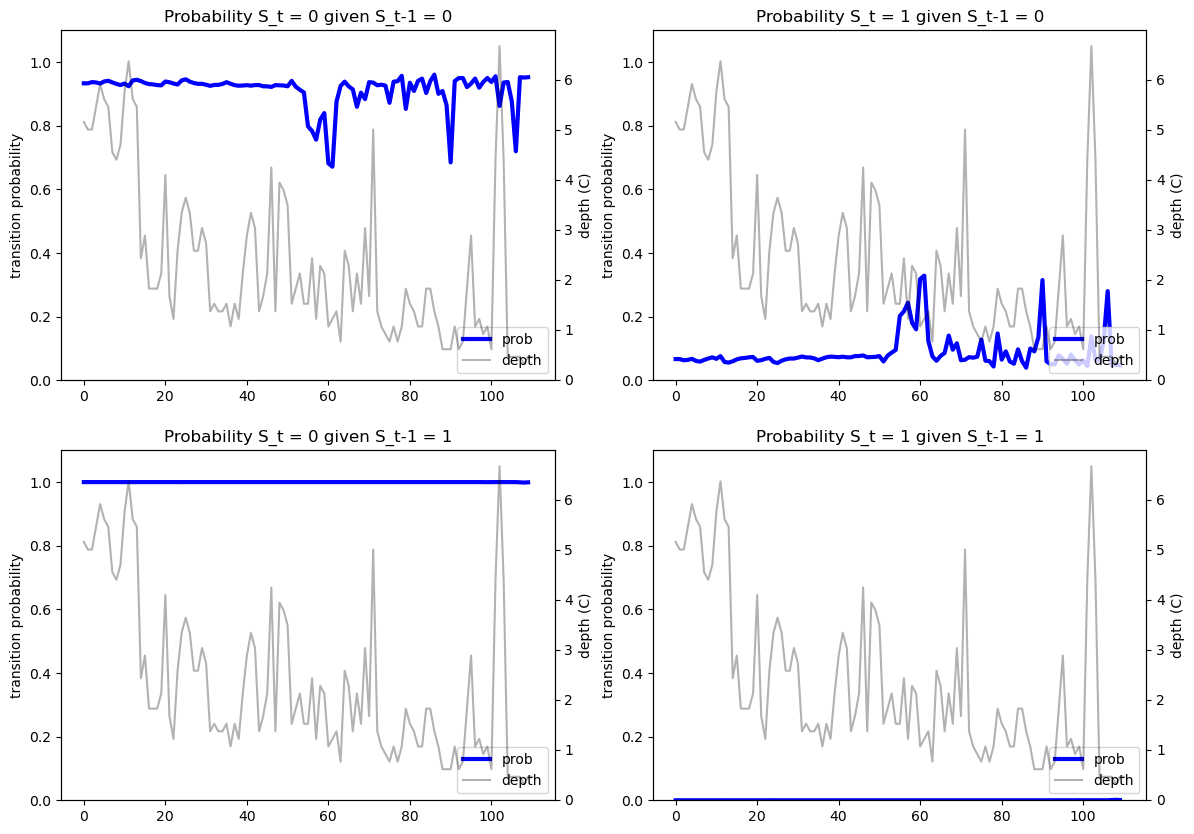 Probability S_t = 0 given S_t-1 = 0
transition probability
1.0
0.8
0.6
0.4
0.2
0.0
0 20 40 60 80 100
6
5
4
3
2
1
0
depth (C)
prob
depth
Probability S_t = 1 given S_t-1 = 0
transition probability
1.0
0.8
0.6
0.4
0.2
0.0
0 20 40 60 80 100
6
5
4
3
2
1
0
depth (C)
prob
depth
Probability S_t = 0 given S_t-1 = 1
transition probability
1.0
0.8
0.6
0.4
0.2
0.0
0 20 40 60 80 100
6
5
4
3
2
1
0
depth (C)
prob
depth
Probability S_t = 1 given S_t-1 = 1
transition probability
1.0
0.8
0.6
0.4
0.2
0.0
0 20 40 60 80 100
6
5
4
3
2
1
0
depth (C)
prob
depth